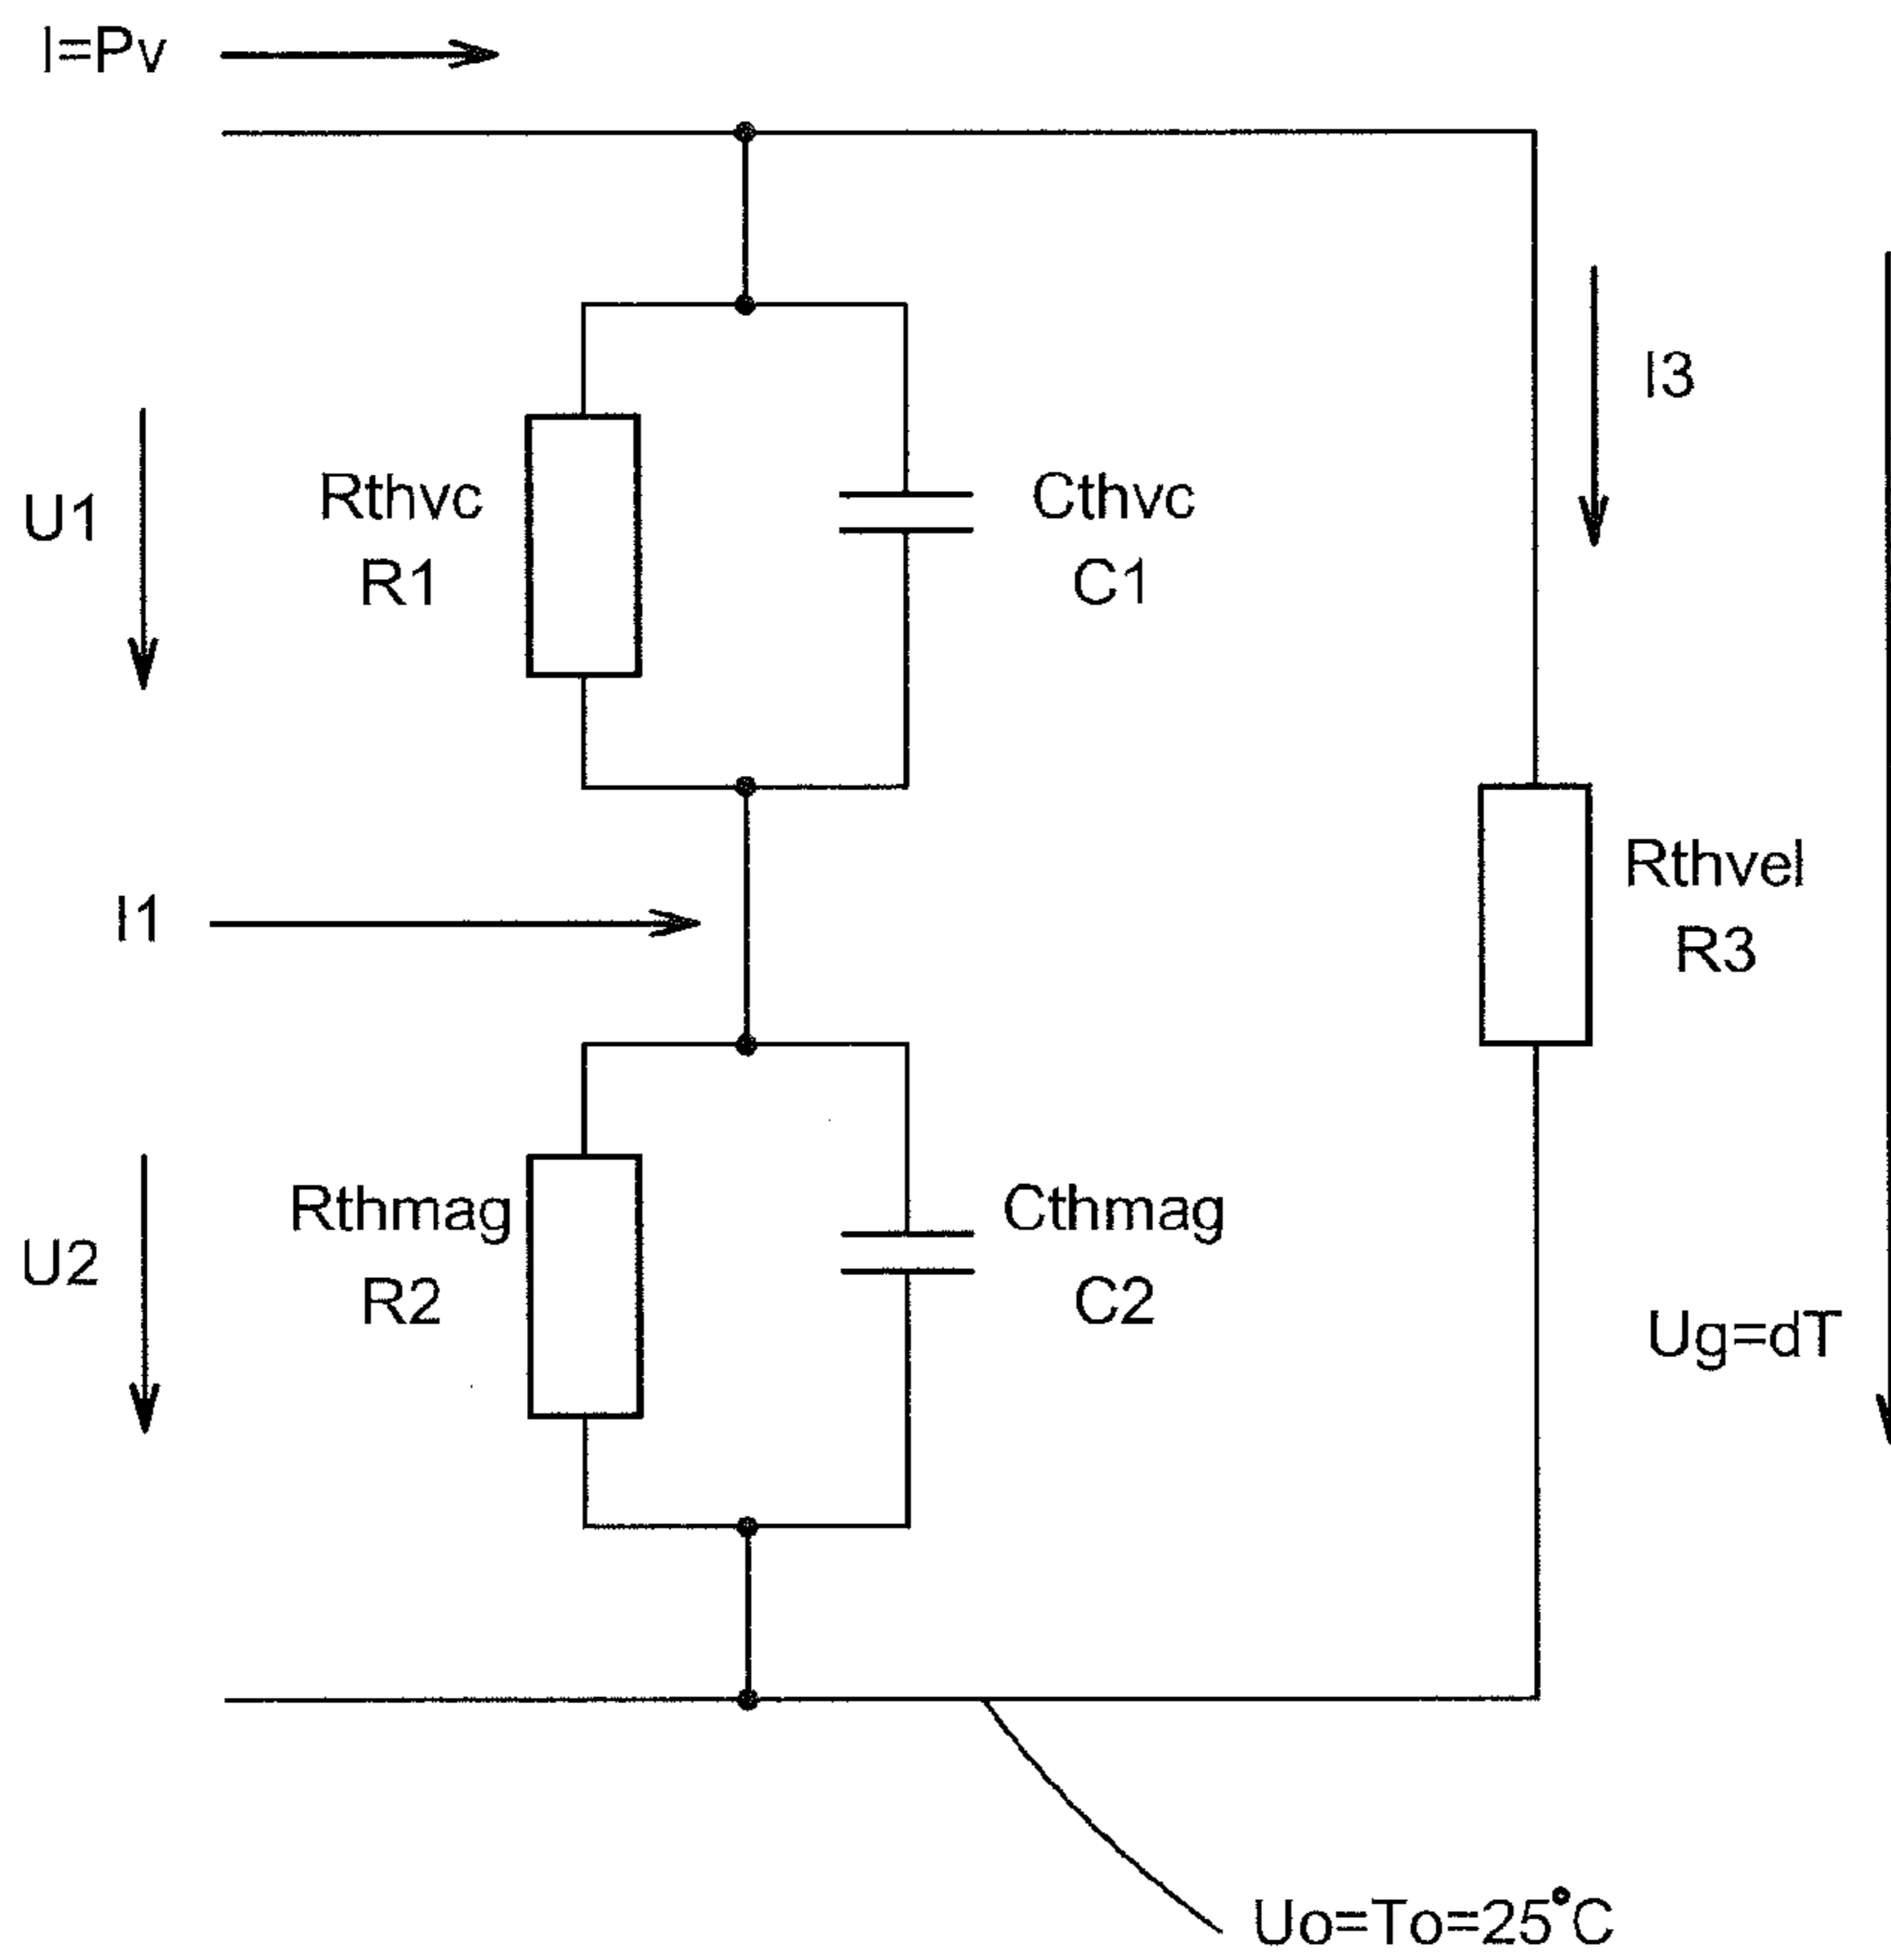 I=Pv
I3
U1
Rthvc
R1
Cthvc
C1
Rthvel
R3
I1
U2
Rthmag
R2
Cthmag
C2
Ug=dT
Uo=To=25°C